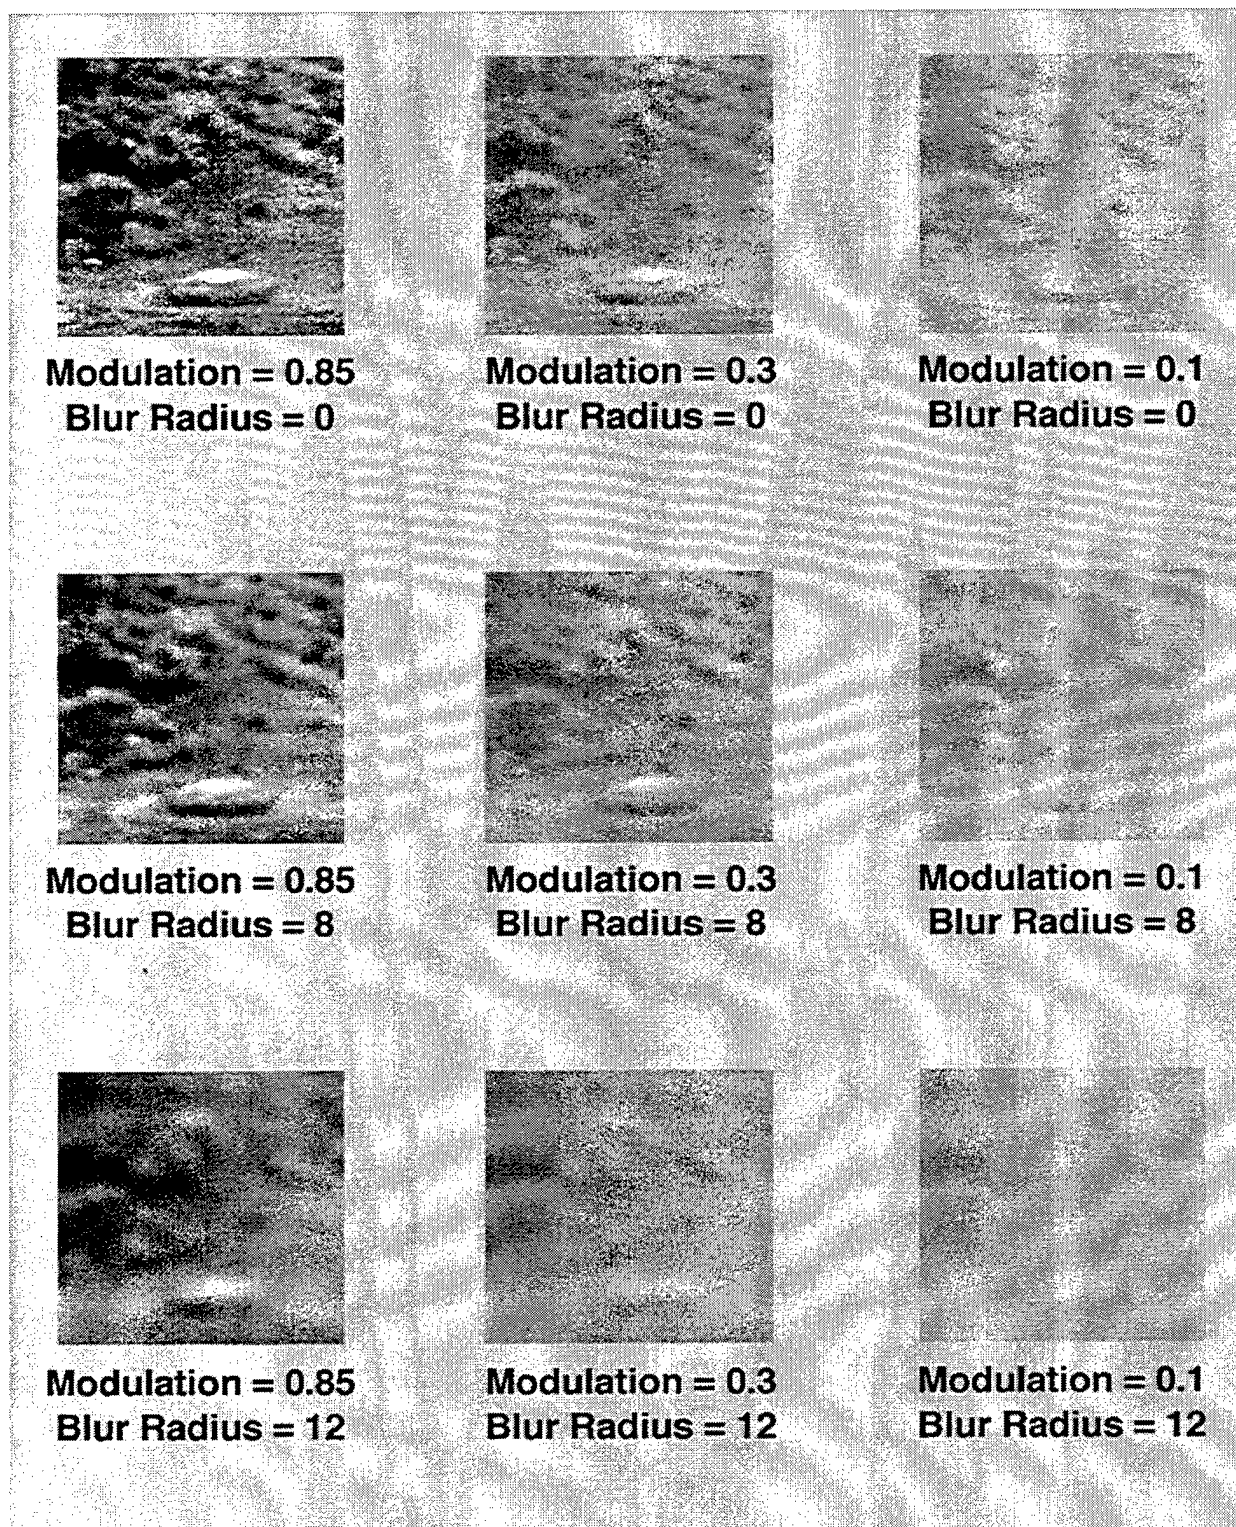 Modulation = 0.85
Blur Radius = 0
Modulation = 0.3
Blur Radius = 0
Modulation = 0.1
Blur Radius = 0
Modulation = 0.85
Blur Radius = 8
Modulation = 0.3
Blur Radius = 8
Modulation = 0.1
Blur Radius = 8
Modulation = 0.85
Blur Radius = 12
Modulation = 0.3
Blur Radius = 12
Modulation = 0.1
Blur Radius = 12